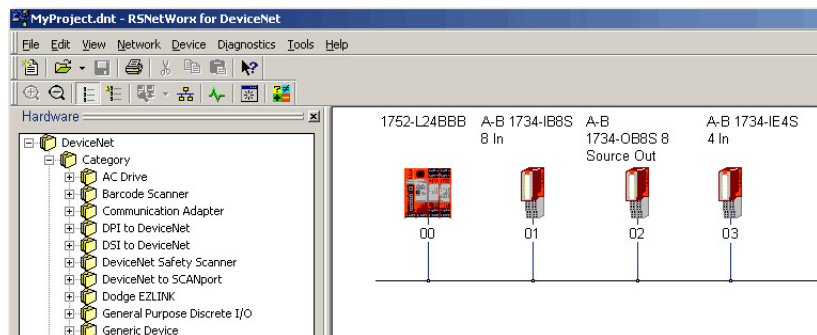 MyProject.dnt - RSNetWorx for DeviceNet
File Edit View Network Device Diagnostics Tools Help
Hardware
DeviceNet
Category
AC Drive
Barcode Scanner
Communication Adapter
DPI to DeviceNet
DSI to DeviceNet
DeviceNet Safety Scanner
DeviceNet to SCANport
Dodge EZLINK
General Purpose Discrete I/O
Generic Device
1752-L24BBB A-B 1734-IB8S A-B A-B 1734-IE4S
8 In 1734-OB8S 8 4 In
Source Out
00 01 02 03